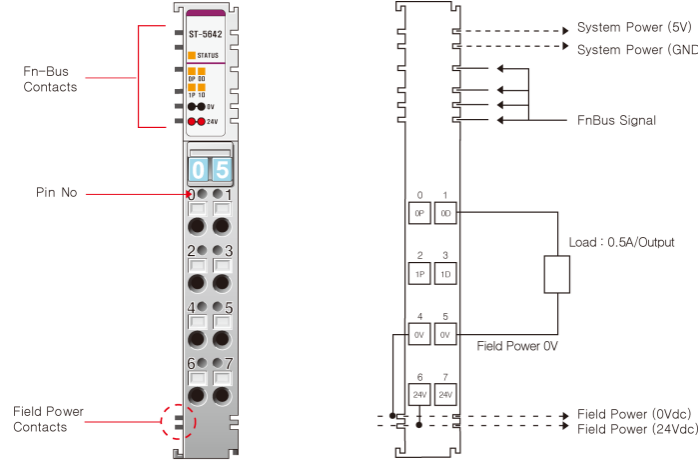 ST-5642
STATUS
0P 0D
1P 1D
0V
24V
Fn-Bus
Contacts
05
Pin No
0 1
2 3
4 5
6 7
Field Power
Contacts
System Power (5V)
System Power (GND
FnBus Signal
0 1
0P 0D
Load : 0.5A/Output
2 3
1P 1D
4 5
0V 0V
Field Power 0V
6 7
24V 24V
Field Power (0Vdc)
Field Power (24Vdc)